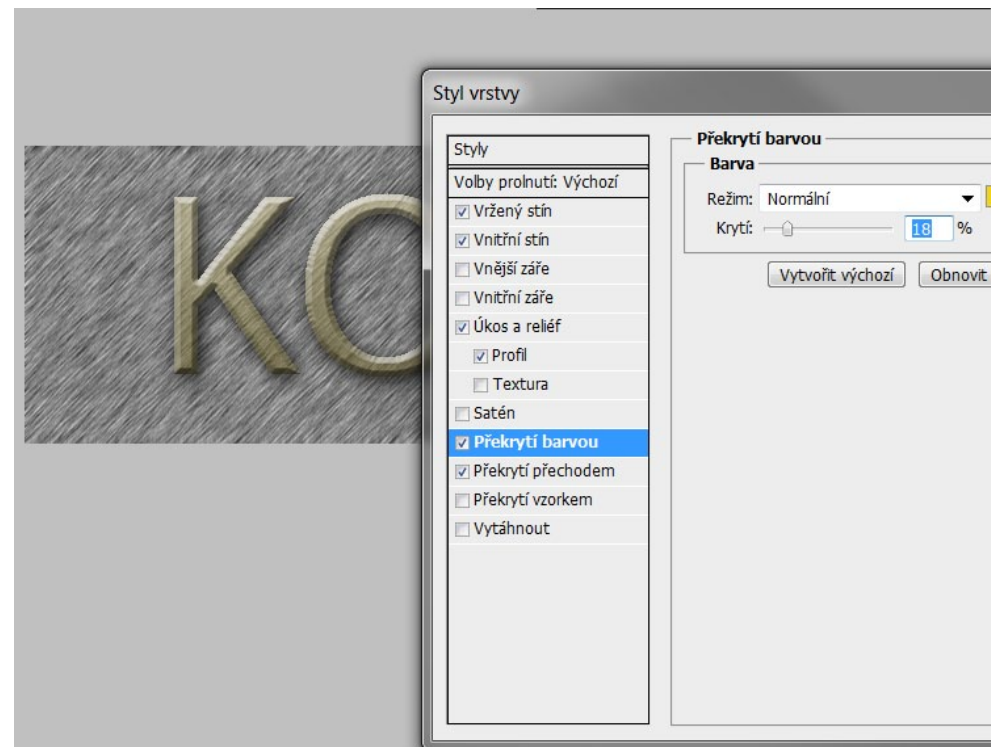 Styl vrstvy
KO
Styly
Volby prolnutí: Výchozí
Vržený stín
Vnitřní stín
Vnější záře
Vnitřní záře
Úkos a reliéf
Profil
Textura
Satén
Překrytí barvou
Překrytí přechodem
Překrytí vzorkem
Vytáhnout
Překrytí barvou
Barva
Režim: Normální
Krytí: 18 %
Vytvořit výchozí Obnovit